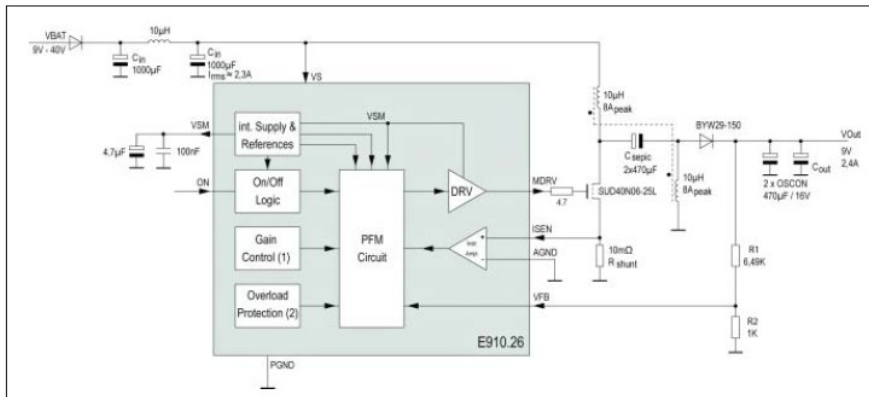 VBAT
9V - 40V
10µH
Cin
1000µF
Cin
1000µF
Irms ≈ 2,3A
VS
10µH
8Apeak
BYW29-150
VOut
9V
2,4A
VSM
4.7µF
100nF
int. Supply &
References
VSM
Csepic
2x470µF
10µH
8Apeak
2 x OSCON
470µF / 16V
Cout
ON
On/Off
Logic
PFM
Circuit
DRV
MDRV
4.7
SUD40N06-25L
Gain
Control (1)
Inst
Amp.
+
-
ISEN
AGND
10mΩ
Rshunt
R1
6,49K
Overload
Protection (2)
VFB
R2
1K
E910.26
PGND